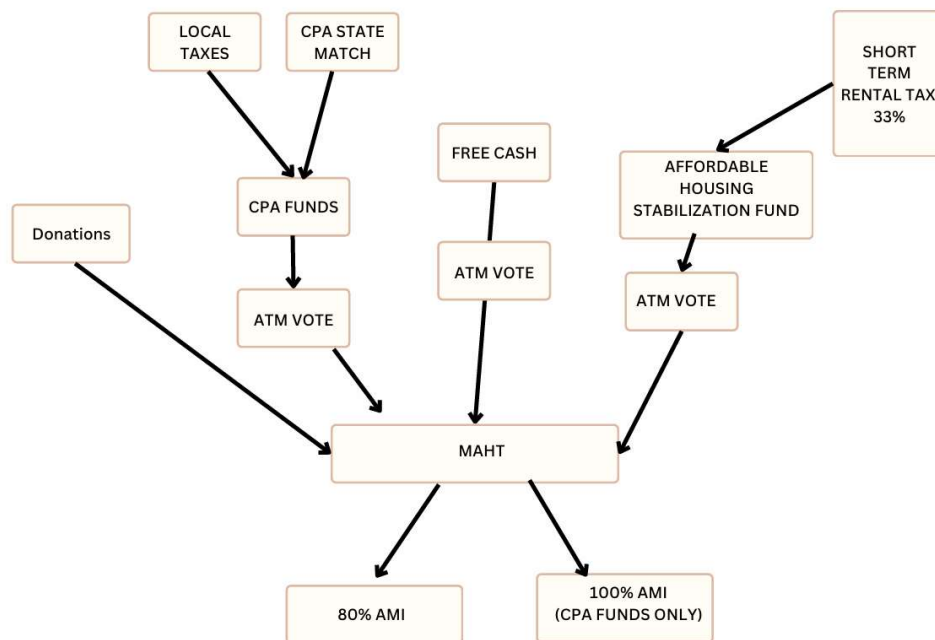 LOCAL
TAXES
CPA STATE
MATCH
SHORT
TERM
RENTAL TAX
33%
FREE CASH
AFFORDABLE
HOUSING
STABILIZATION FUND
CPA FUNDS
Donations
ATM VOTE
ATM VOTE
ATM VOTE
MAHT
80% AMI
100% AMI
(CPA FUNDS ONLY)